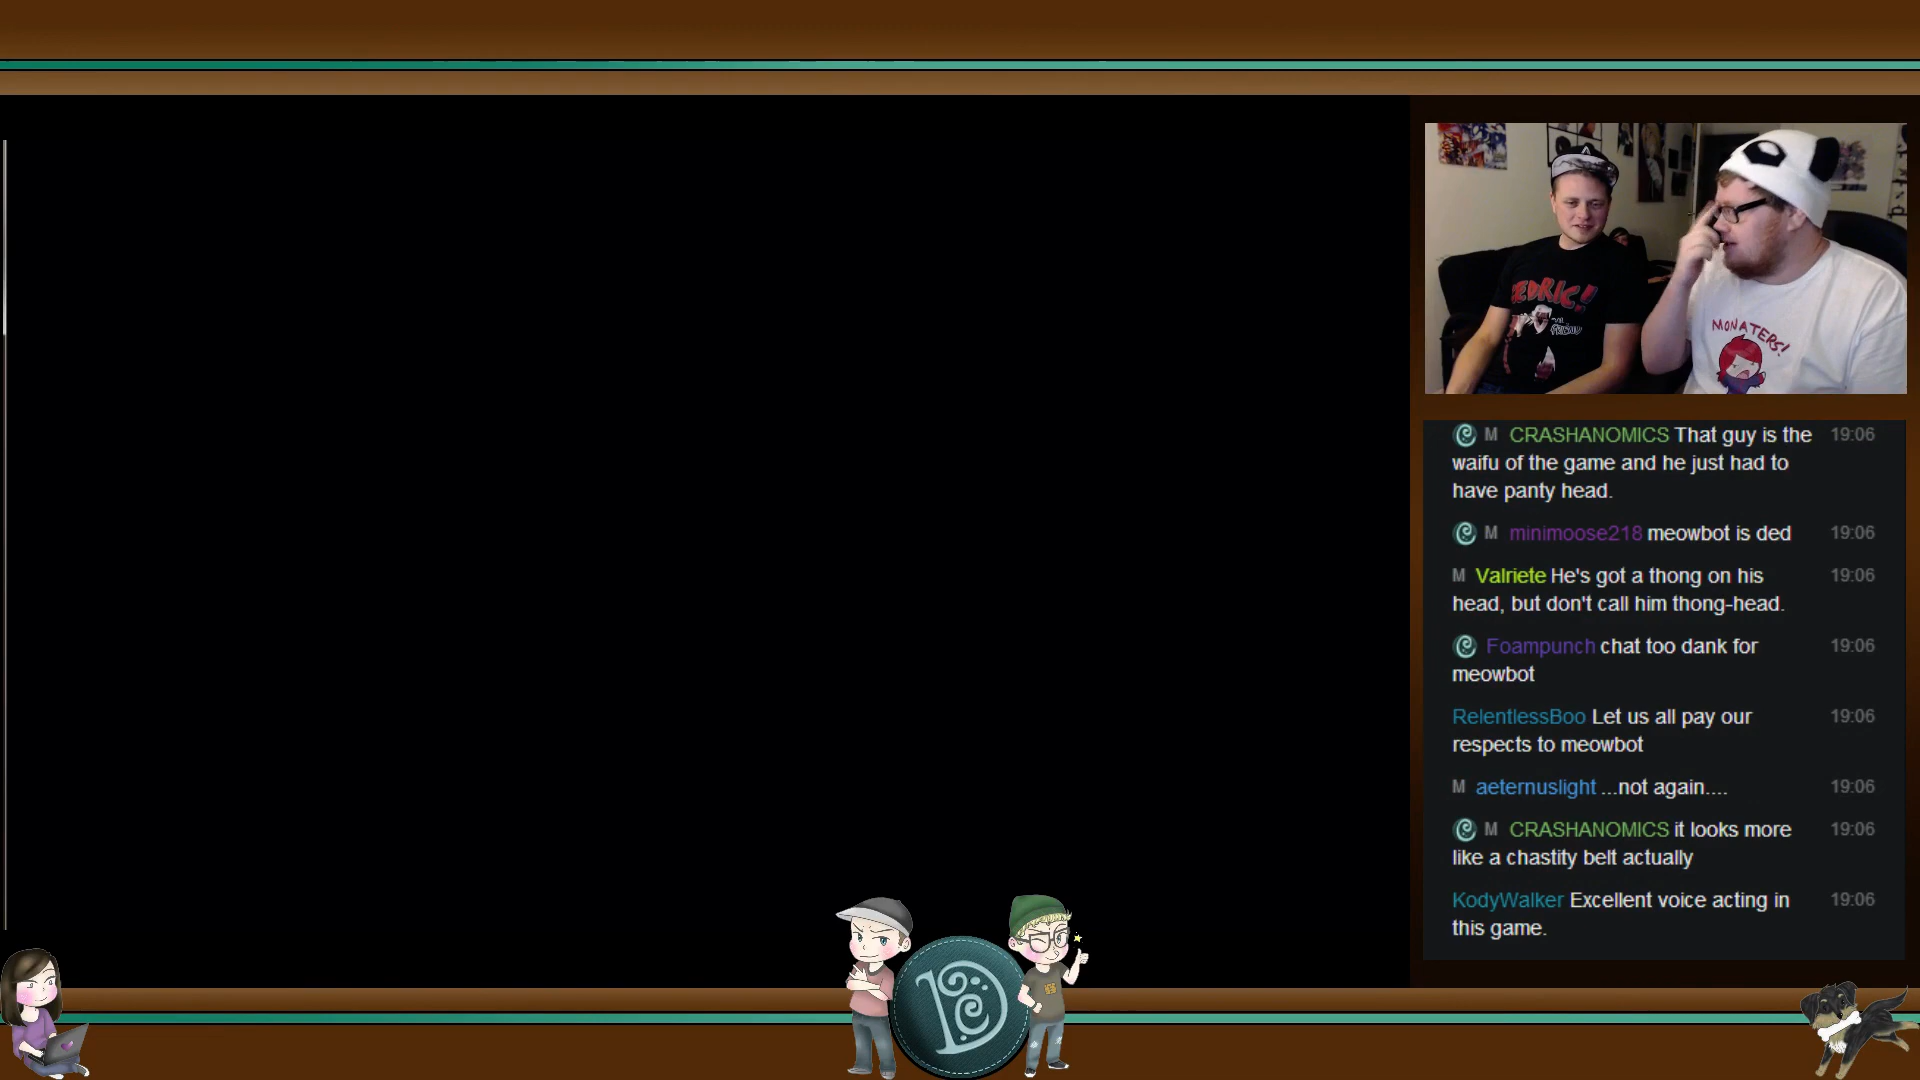 EDRIC!
MONATERS!
CRASHANOMICS That guy is the 19:06
waifu of the game and he just had to
have panty head.
M minimoose218 meowbot is ded 19:06
M Valriete He's got a thong on his 19:06
head, but don't call him thong-head.
Foampunch chat too dank for 19:06
meowbot
RelentlessBoo Let us all pay our 19:06
respects to meowbot
M aeternuslight ...not again.... 19:06
M CRASHANOMICS it looks more 19:06
like a chastity belt actually
KodyWalker Excellent voice acting in 19:06
this game.